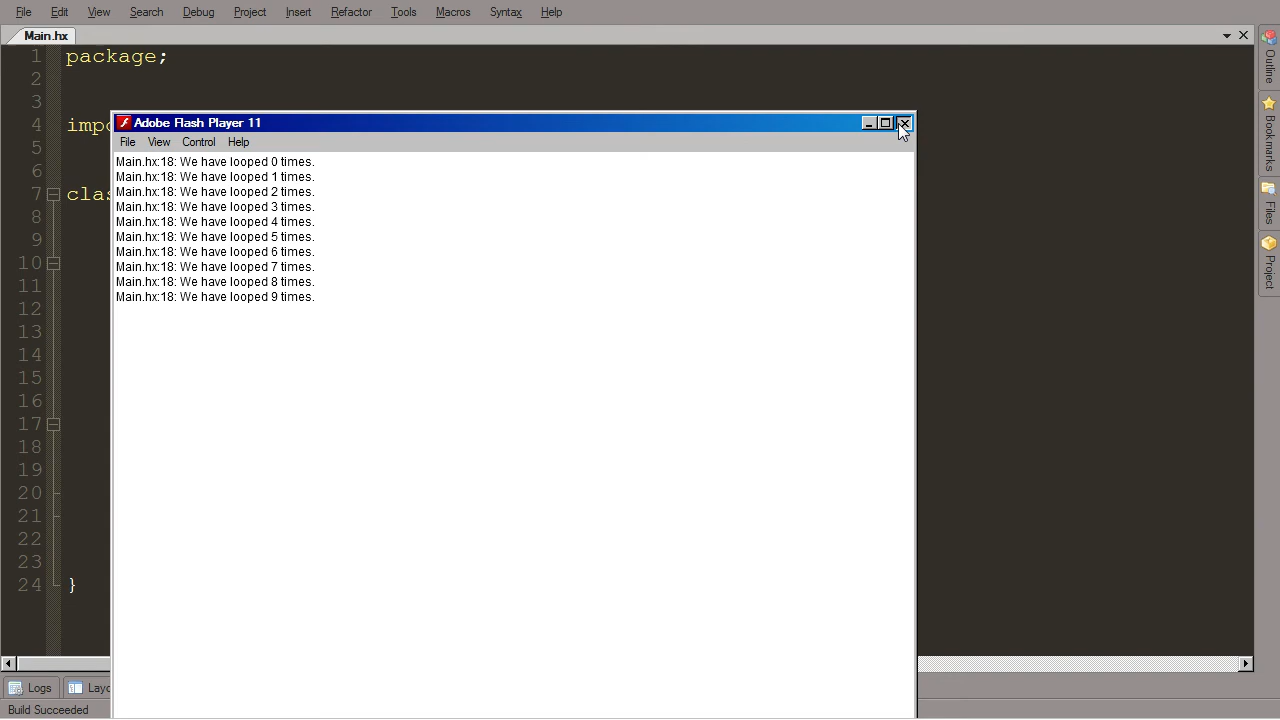 File Edit View Search Debug Project Insert Refactor Tools Macros Syntax Help
Main.hx
1 package;
2
3
Adobe Flash Player 11
4 impo
File View Control Help
5
Main.hx:18: We have looped 0 times.
6
Main.hx:18: We have looped 1 times.
7 clas
Main.hx:18: We have looped 2 times.
Main.hx:18: We have looped 3 times.
8
Main.hx:18: We have looped 4 times.
9
Main.hx:18: We have looped 5 times.
10
Main.hx:18: We have looped 6 times.
Main.hx:18: We have looped 7 times.
11
Main.hx:18: We have looped 8 times.
12
Main.hx:18: We have looped 9 times.
13
14
15
16
17
18
19
20
21
22
23
24 }
Outline
Bookmarks
Files
Project
Logs Layo
Build Succeeded